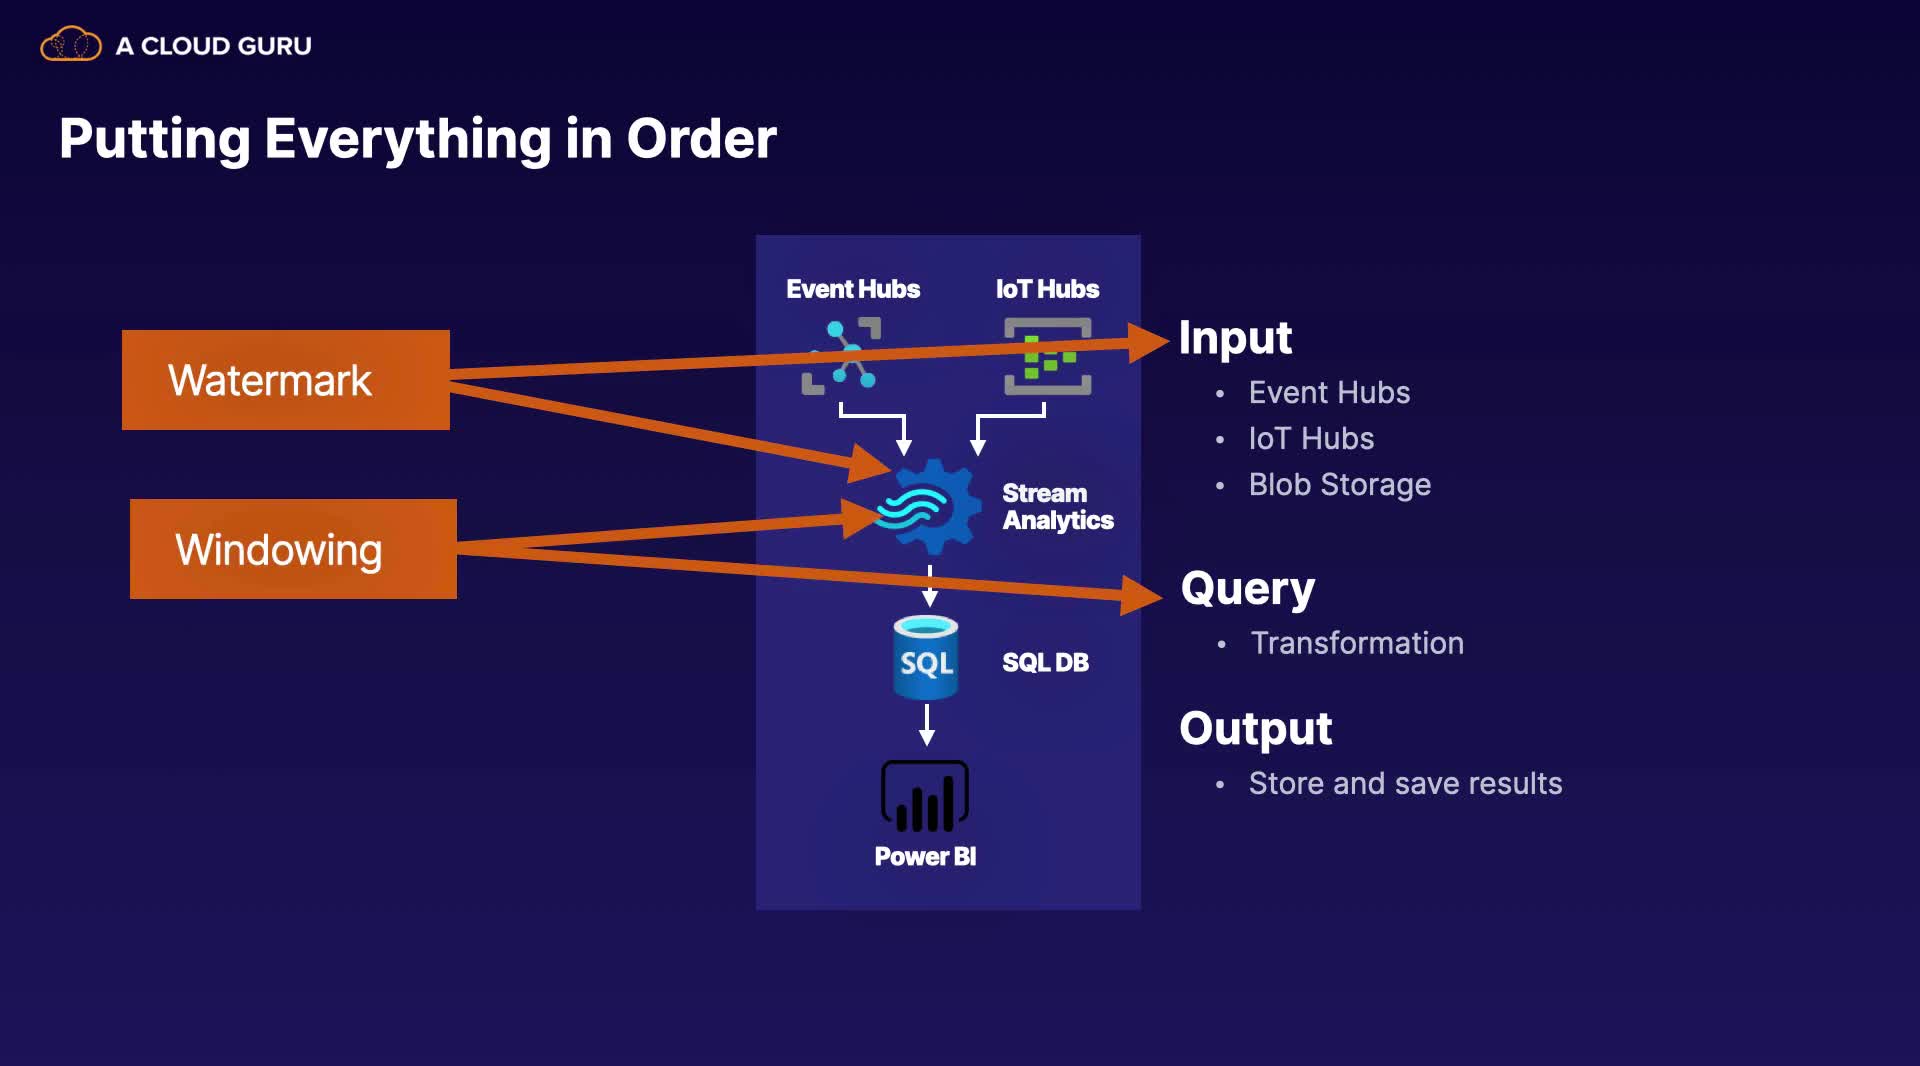 A CLOUD GURU
Putting Everything in Order
Event Hubs
IoT Hubs
Watermark
Windowing
Stream
Analytics
SQL
SQL DB
Power BI
Input
• Event Hubs
• IoT Hubs
• Blob Storage
Query
• Transformation
Output
• Store and save results